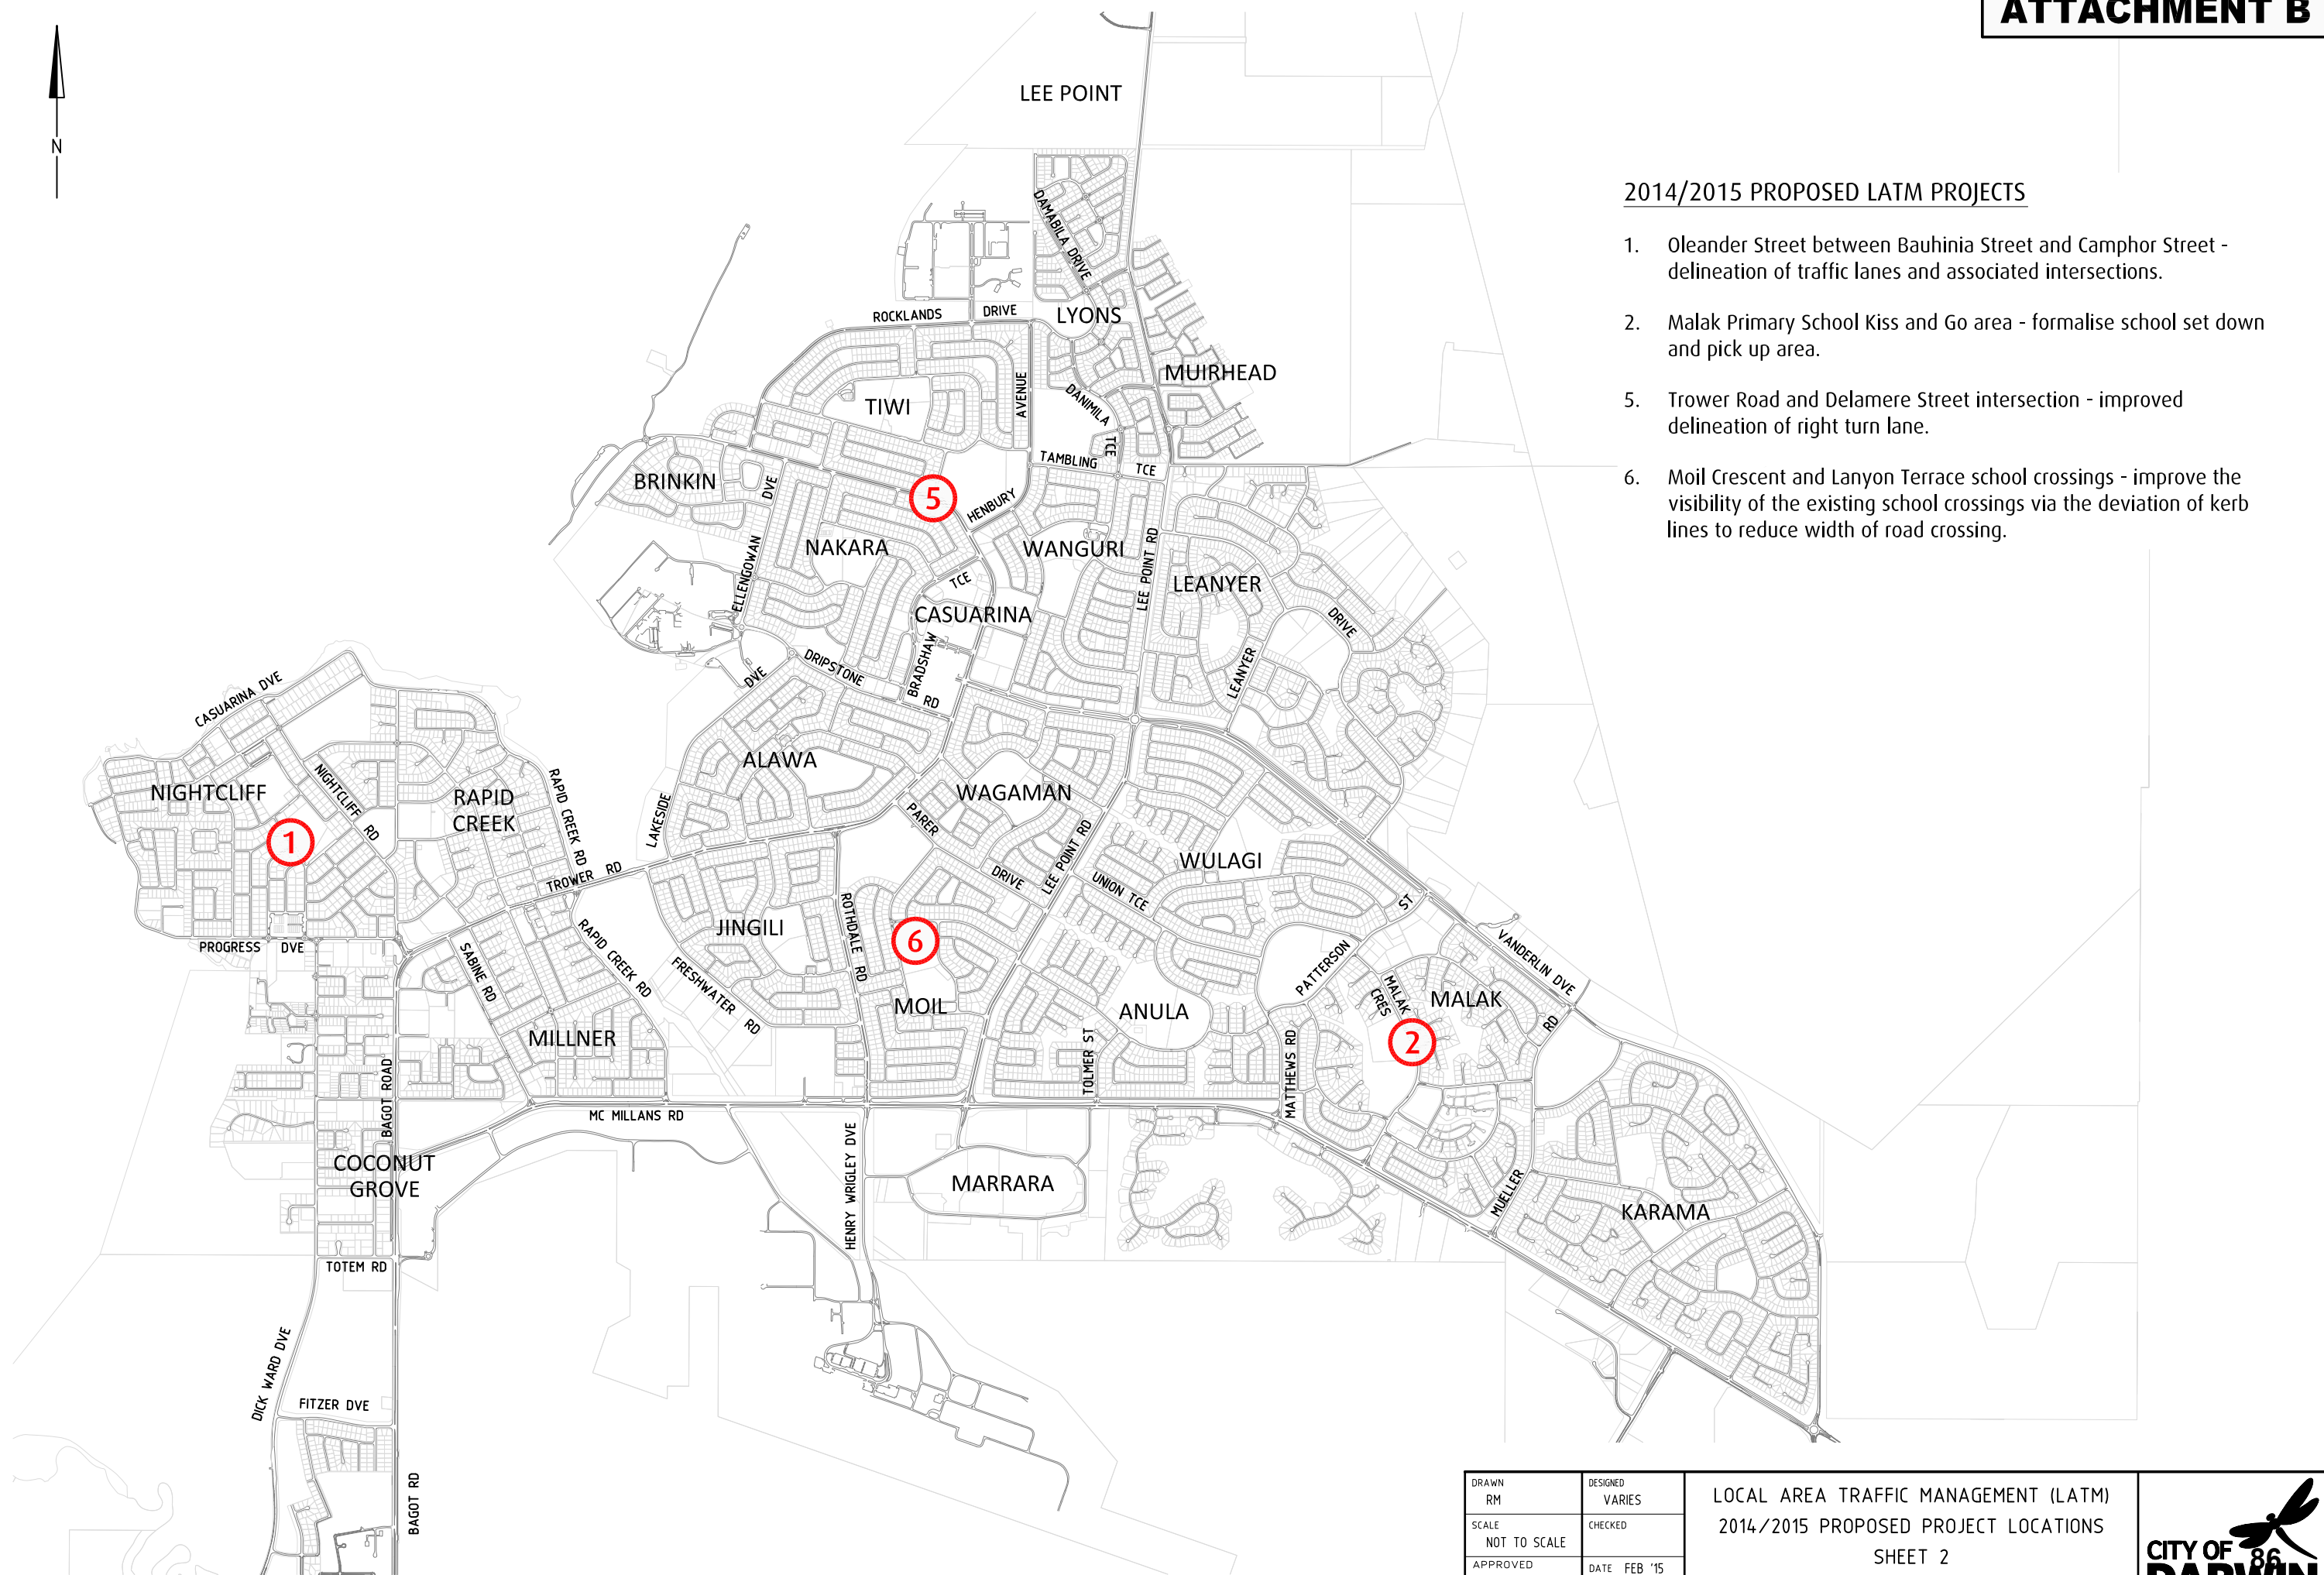 ATTACHMENT B
N
LEE POINT
2014/2015 PROPOSED LATM PROJECTS
1. Oleander Street between Bauhinia Street and Camphor Street -
delineation of traffic lanes and associated intersections.
2. Malak Primary School Kiss and Go area - formalise school set down
and pick up area.
5. Trower Road and Delamere Street intersection - improved
delineation of right turn lane.
6. Moil Crescent and Lanyon Terrace school crossings - improve the
visibility of the existing school crossings via the deviation of kerb
lines to reduce width of road crossing.
DAMABILA DRIVE
ROCKLANDS DRIVE
LYONS
MUIRHEAD
TIWI
AVENUE
DANIMILA
TCE
TAMBLING TCE
BRINKIN
DVE
5
HENBURY
NAKARA
WANGURI
LEE POINT RD
LEANYER
ELLENGOWAN
TCE
CASUARINA
DRIVE
LEANYER
BRADSHAW
DRIPSTONE
RD
DVE
CASUARINA DVE
ALAWA
NIGHTCLIFF
NIGHTCLIFF
RD
RAPID
CREEK
RAPID CREEK RD
LAKESIDE
WAGAMAN
PARER
DRIVE
LEE POINT RD
1
TROWER RD
WULAGI
UNION TCE
ST
JINGILI
ROTHDALE RD
6
PROGRESS DVE
SABINE RD
RAPID CREEK RD
FRESHWATER RD
PATTERSON
VANDERLIN DVE
MALAK
CRES
MALAK
MOIL
ANULA
RD
MILLNER
2
TOLMER ST
MATTHEWS RD
BAGOT ROAD
MC MILLANS RD
HENRY WRIGLEY DVE
COCONUT
GROVE
MARRARA
MUELLER
KARAMA
TOTEM RD
DICK WARD DVE
FITZER DVE
BAGOT RD
DRAWN
RM
DESIGNED
VARIES
SCALE
NOT TO SCALE
CHECKED
APPROVED
DATE FEB '15
LOCAL AREA TRAFFIC MANAGEMENT (LATM)
2014/2015 PROPOSED PROJECT LOCATIONS
SHEET 2
CITY OF
86
DARWIN